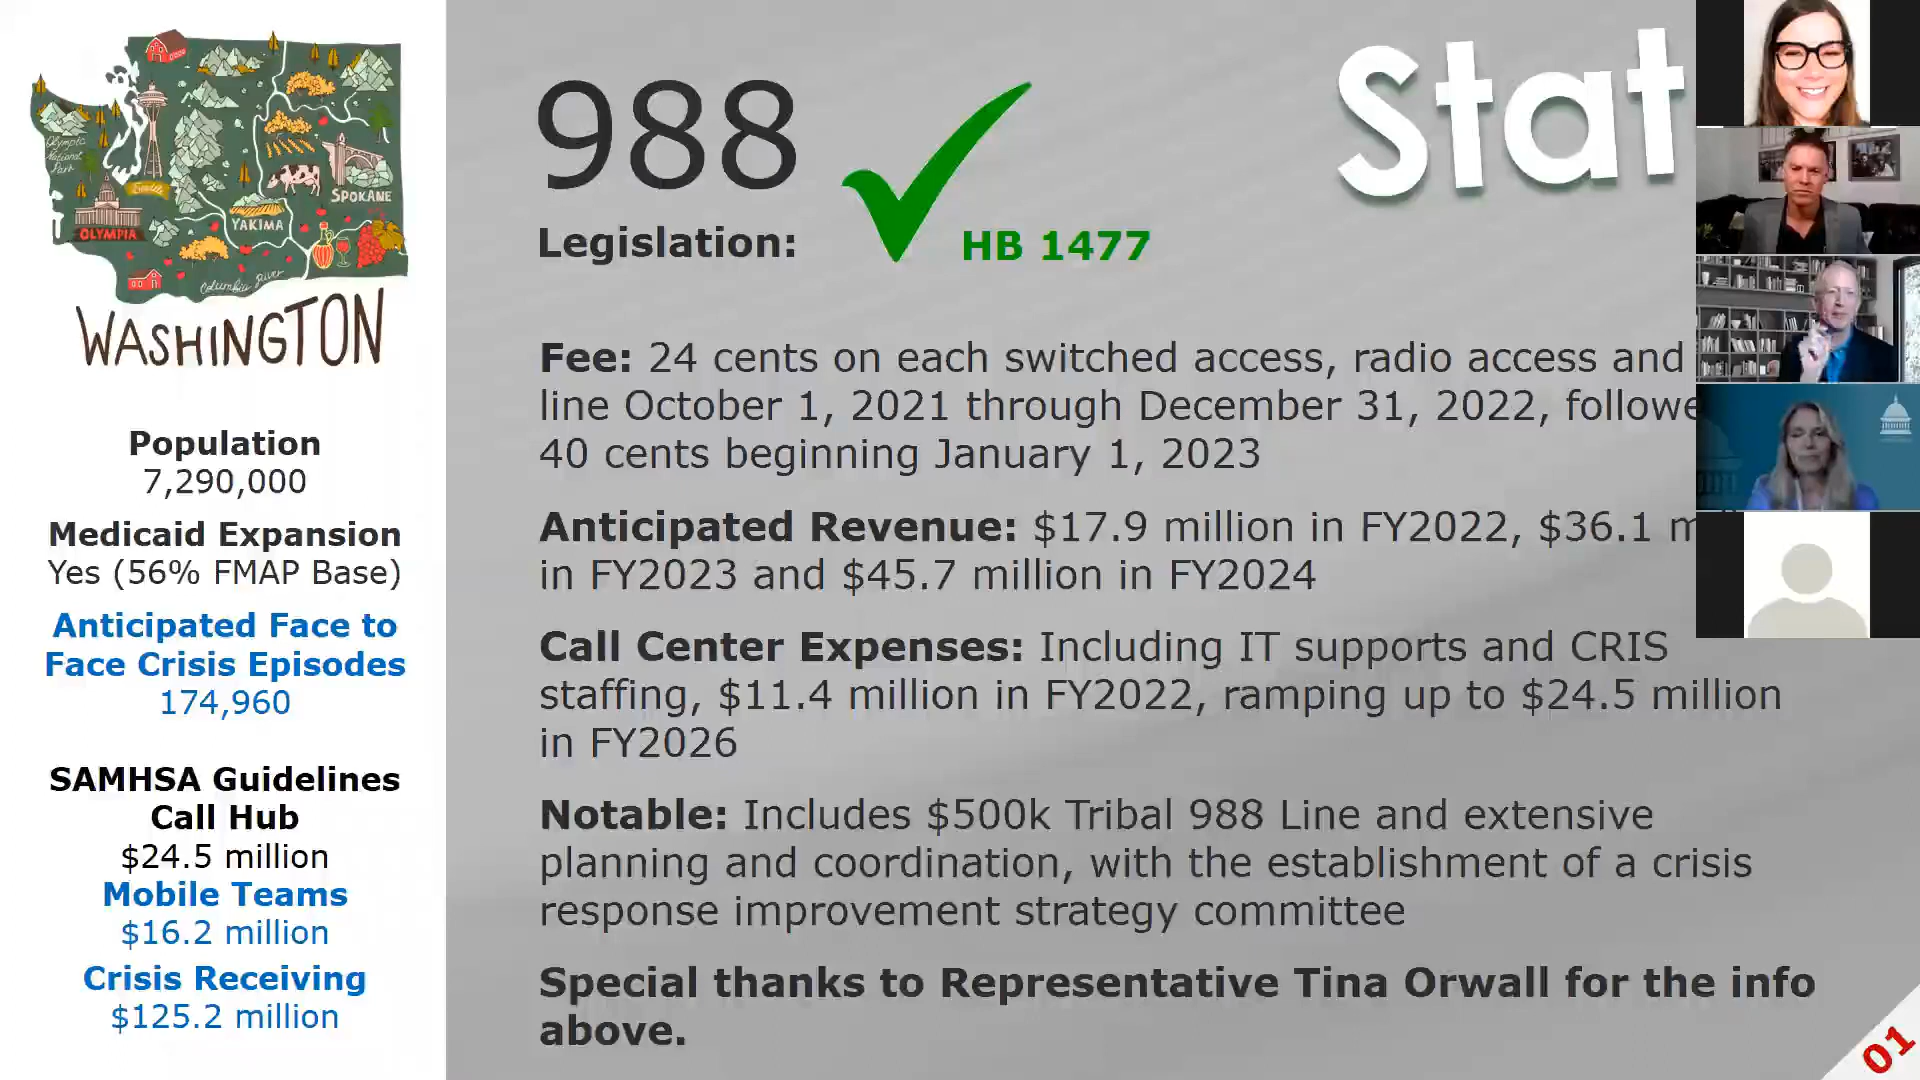 Olympic
National
Park
Seattle
OLYMPIA
YAKIMA
SPOKANE
Columbia River
WASHINGTON
Population
7,290,000
Medicaid Expansion
Yes (56% FMAP Base)
Anticipated Face to
Face Crisis Episodes
174,960
SAMHSA Guidelines
Call Hub
$24.5 million
Mobile Teams
$16.2 million
Crisis Receiving
$125.2 million
988
Legislation:
HB 1477
Stat
Fee: 24 cents on each switched access, radio access and
line October 1, 2021 through December 31, 2022, followe
40 cents beginning January 1, 2023
Anticipated Revenue: $17.9 million in FY2022, $36.1 m
in FY2023 and $45.7 million in FY2024
Call Center Expenses: Including IT supports and CRIS
staffing, $11.4 million in FY2022, ramping up to $24.5 million
in FY2026
Notable: Includes $500k Tribal 988 Line and extensive
planning and coordination, with the establishment of a crisis
response improvement strategy committee
Special thanks to Representative Tina Orwall for the info
above.
01